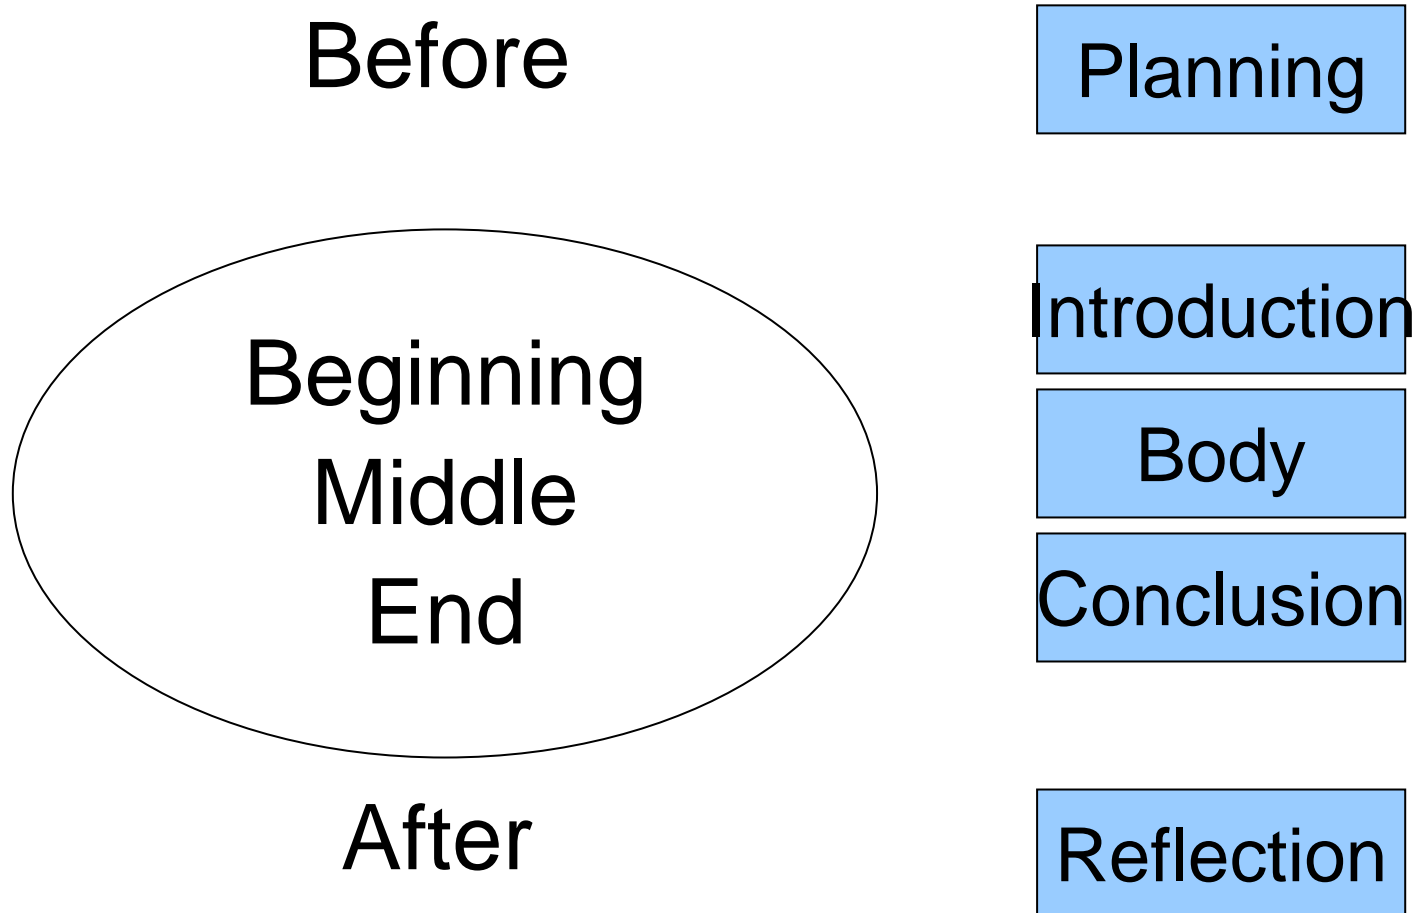 Before
Planning
Introduction
Beginning
Body
Middle
Conclusion
End
After
Reflection